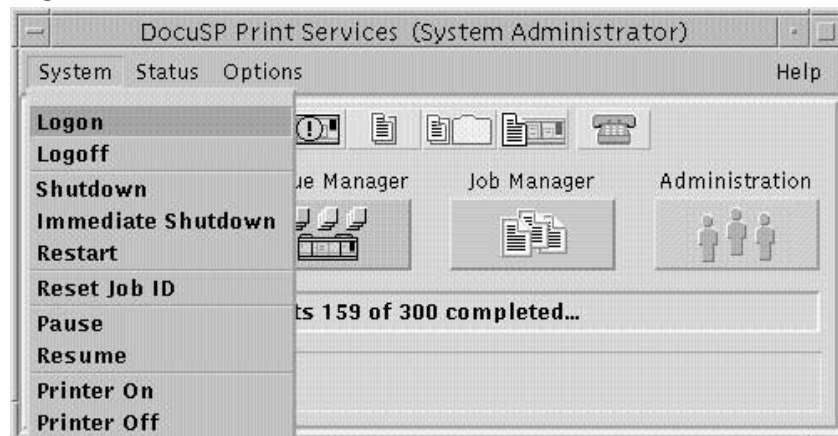 DocuSP Print Services (System Administrator)
System Status Options Help
Logon
Logoff
Shutdown
Immediate Shutdown
Restart
Reset Job ID
Pause
Resume
Printer On
Printer Off
ue Manager Job Manager Administration
ts 159 of 300 completed...